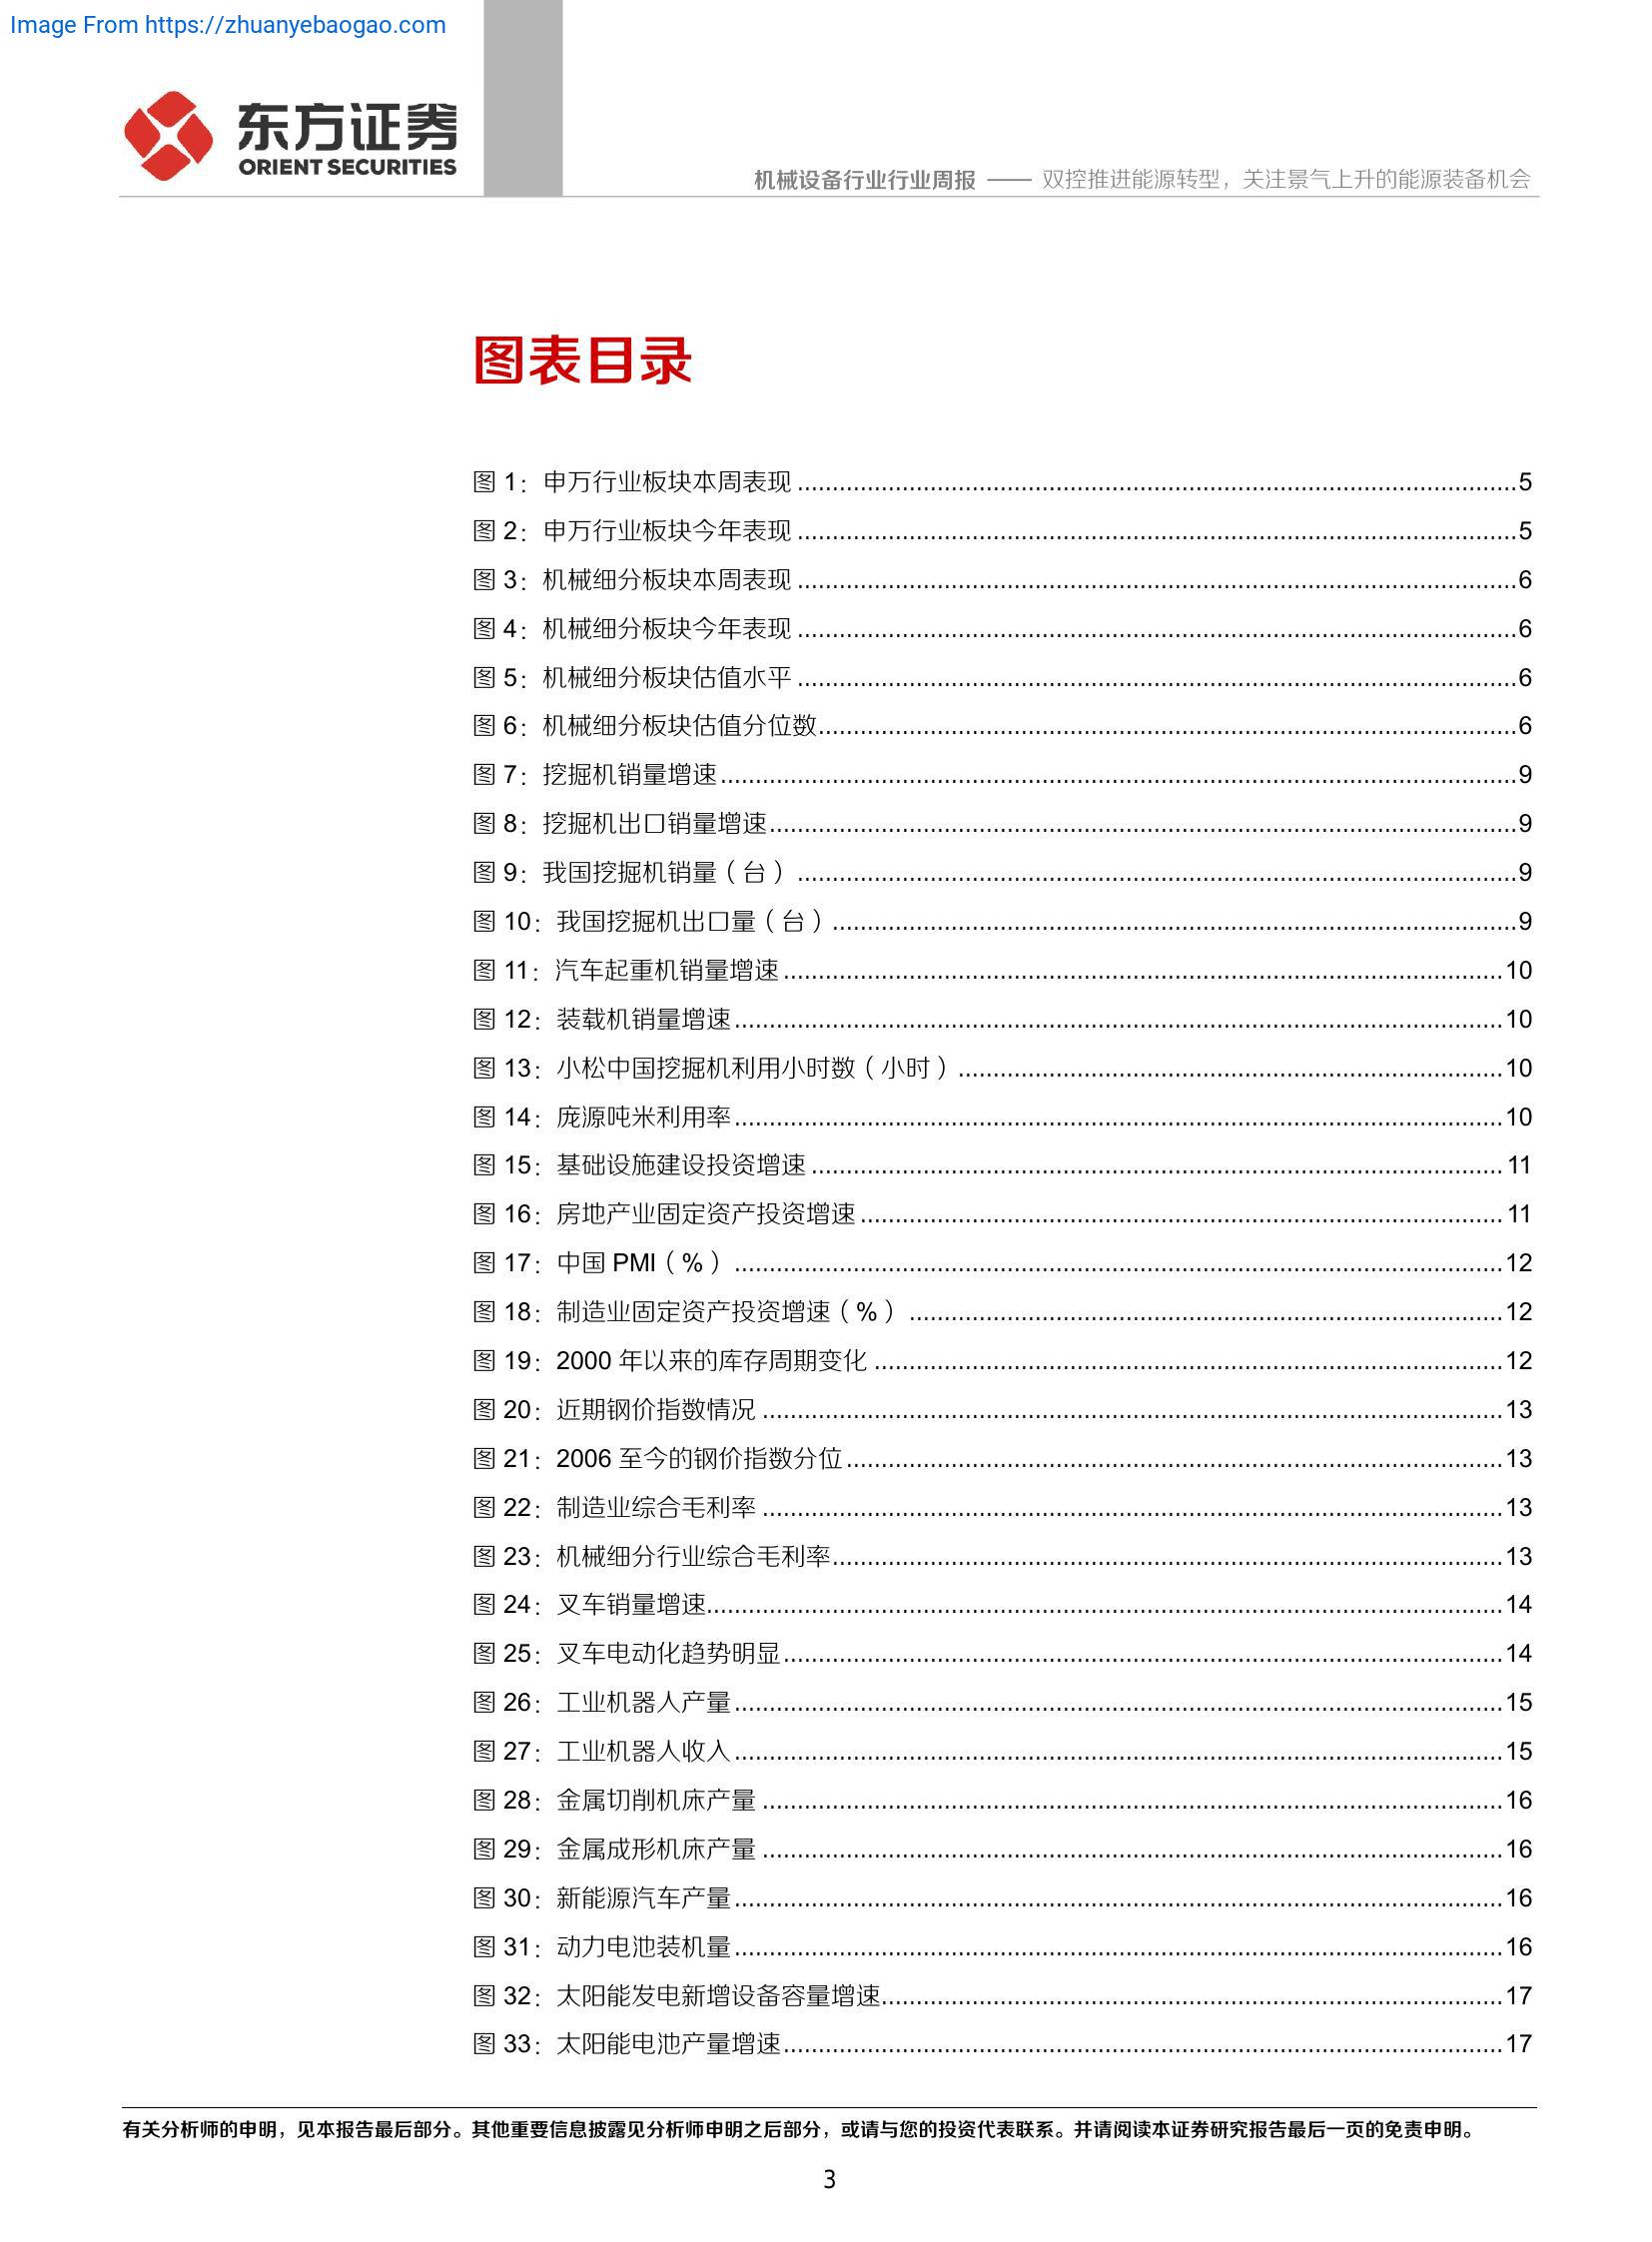 Image From https://zhuanyebaogao.com
东方证券
ORIENT SECURITIES
机械设备行业行业周报 —— 双控推进能源转型，关注景气上升的能源装备机会
图表目录
图 1：申万行业板块本周表现 ........................................ 5
图 2：申万行业板块今年表现 ........................................ 5
图 3：机械细分板块本周表现 ........................................ 6
图 4：机械细分板块今年表现 ........................................ 6
图 5：机械细分板块估值水平 ........................................ 6
图 6：机械细分板块估值分位数 ........................................ 6
图 7：挖掘机销量增速 ........................................ 9
图 8：挖掘机出口销量增速 ........................................ 9
图 9：我国挖掘机销量（台） ........................................ 9
图 10：我国挖掘机出口量（台） ........................................ 9
图 11：汽车起重机销量增速 ........................................ 10
图 12：装载机销量增速 ........................................ 10
图 13：小松中国挖掘机利用小时数（小时） ........................................ 10
图 14：庞源吨米利用率 ........................................ 10
图 15：基础设施建设投资增速 ........................................ 11
图 16：房地产业固定资产投资增速 ........................................ 11
图 17：中国 PMI（%） ........................................ 12
图 18：制造业固定资产投资增速（%） ........................................ 12
图 19：2000 年以来的库存周期变化 ........................................ 12
图 20：近期钢价指数情况 ........................................ 13
图 21：2006 至今的钢价指数分位 ........................................ 13
图 22：制造业综合毛利率 ........................................ 13
图 23：机械细分行业综合毛利率 ........................................ 13
图 24：叉车销量增速 ........................................ 14
图 25：叉车电动化趋势明显 ........................................ 14
图 26：工业机器人产量 ........................................ 15
图 27：工业机器人收入 ........................................ 15
图 28：金属切削机床产量 ........................................ 16
图 29：金属成形机床产量 ........................................ 16
图 30：新能源汽车产量 ........................................ 16
图 31：动力电池装机量 ........................................ 16
图 32：太阳能发电新增设备容量增速 ........................................ 17
图 33：太阳能电池产量增速 ........................................ 17
有关分析师的申明，见本报告最后部分。其他重要信息披露见分析师申明之后部分，或请与您的投资代表联系。并请阅读本证券研究报告最后一页的免责申明。
3